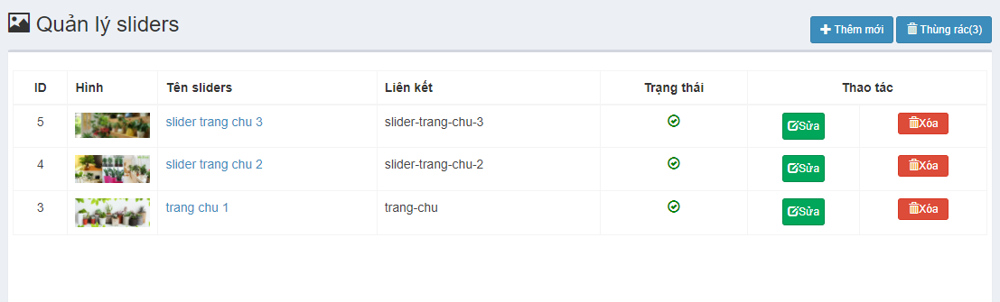 Quản lý sliders
Thêm mới Thùng rác(3)
ID Hình Tên sliders Liên kết Trạng thái Thao tác
5 slider trang chu 3 slider-trang-chu-3 Sửa Xóa
4 slider trang chu 2 slider-trang-chu-2 Sửa Xóa
3 trang chu 1 trang-chu Sửa Xóa